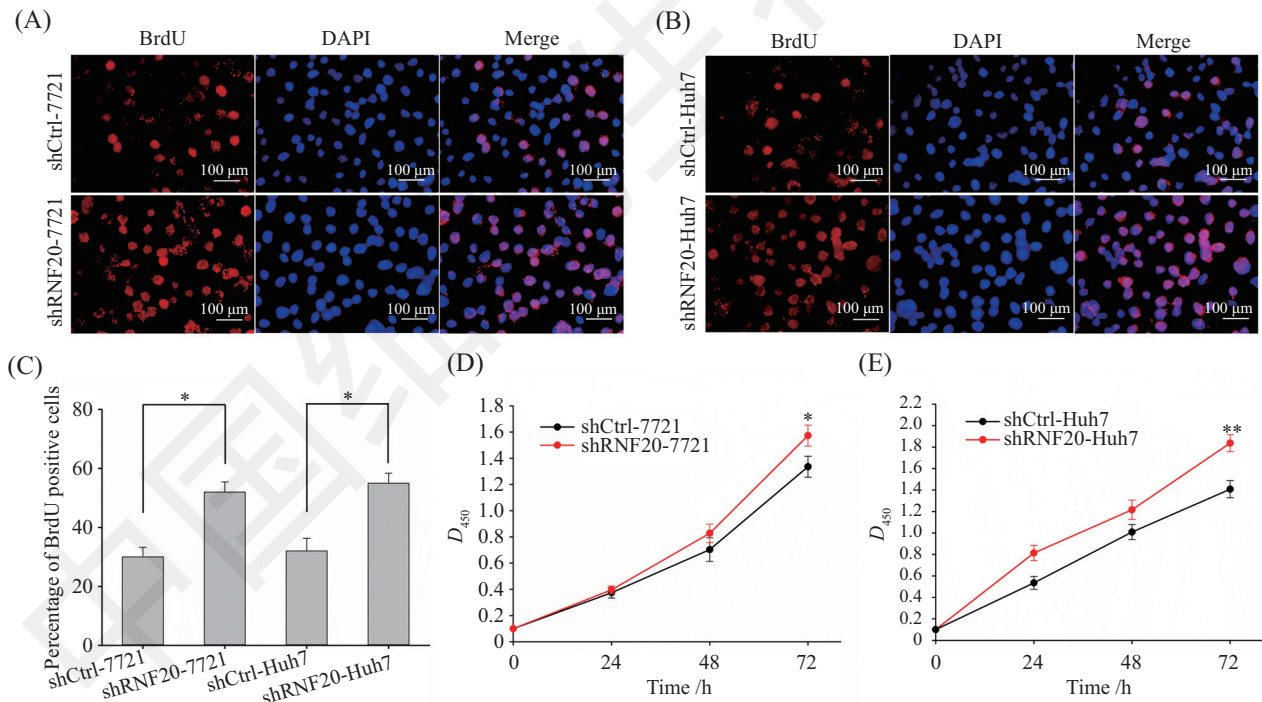 (A)
BrdU DAPI Merge
shCtrl-7721
100 μm 100 μm 100 μm
shRNF20-7721
100 μm 100 μm 100 μm
(B)
BrdU DAPI Merge
shCtrl-Huh7
100 μm 100 μm 100 μm
shRNF20-Huh7
100 μm 100 μm 100 μm
(C)
Percentage of BrdU positive cells
80
60
40
20
0
* *
shCtrl-7721
shRNF20-7721
shCtrl-Huh7
shRNF20-Huh7
(D)
D450
1.8
1.6
1.4
1.2
1.0
0.8
0.6
0.4
0.2
0
shCtrl-7721
shRNF20-7721
*
0 24 48 72
Time /h
(E)
D450
2.2
2.0
1.8
1.6
1.4
1.2
1.0
0.8
0.6
0.4
0.2
0
shCtrl-Huh7
shRNF20-Huh7
**
0 24 48 72
Time /h